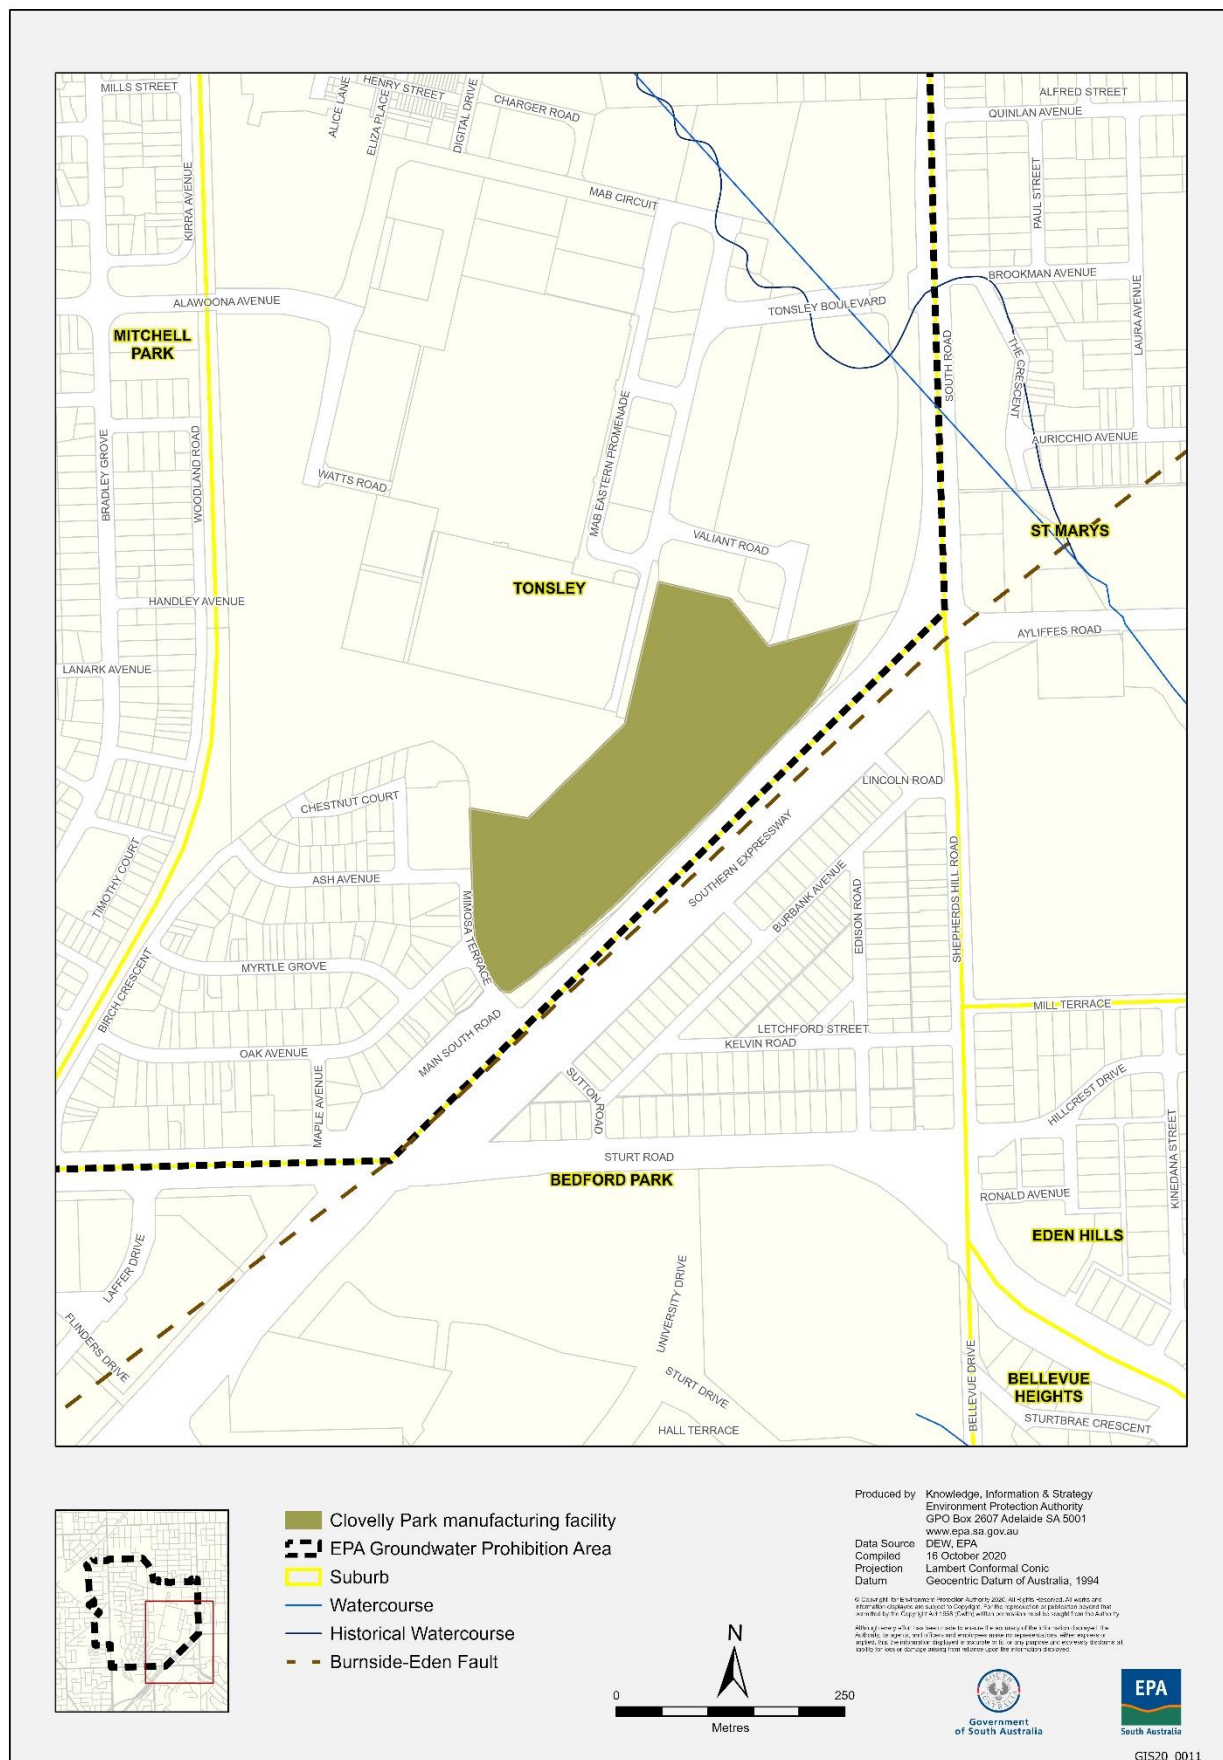 MILLS STREET
HENRY STREET
ALICE LANE
ELIZA PLACE
DIGITAL DRIVE
CHARGER ROAD
ALFRED STREET
QUINLAN AVENUE
KIRRA AVENUE
MAB CIRCUIT
PAUL STREET
BROOKMAN AVENUE
ALAWOONA AVENUE
TONSLEY BOULEVARD
LAURA AVENUE
MITCHELL
PARK
SOUTH ROAD
THE CRESCENT
MAB EASTERN PROMENADE
AURICCHIO AVENUE
BRADLEY GROVE
WOODLAND ROAD
WATTS ROAD
VALIANT ROAD
ST MARYS
TONSLEY
HANDLEY AVENUE
AYLIFFES ROAD
LANARK AVENUE
CHESTNUT COURT
LINCOLN ROAD
SOUTHERN EXPRESSWAY
TIMOTHY COURT
ASH AVENUE
BURBANK AVENUE
EDISON ROAD
SHEPHERDS HILL ROAD
MIMOSA TERRACE
MYRTLE GROVE
BIRCH CRESCENT
MILL TERRACE
MAIN SOUTH ROAD
LETCHFORD STREET
KELVIN ROAD
OAK AVENUE
MAPLE AVENUE
SUTTON ROAD
HILLCREST DRIVE
KINEDANA STREET
STURT ROAD
BEDFORD PARK
RONALD AVENUE
EDEN HILLS
LAFFER DRIVE
UNIVERSITY DRIVE
FLINDERS DRIVE
STURT DRIVE
BELLEVUE DRIVE
BELLEVUE
HEIGHTS
STURTBRAE CRESCENT
HALL TERRACE
Clovelly Park manufacturing facility
EPA Groundwater Prohibition Area
Suburb
Watercourse
Historical Watercourse
Burnside-Eden Fault
N
0 250
Metres
Produced by Knowledge, Information & Strategy
Environment Protection Authority
GPO Box 2607 Adelaide SA 5001
www.epa.sa.gov.au
Data Source DEW, EPA
Compiled 16 October 2020
Projection Lambert Conformal Conic
Datum Geocentric Datum of Australia, 1994
Government
of South Australia
EPA
South Australia
GIS20_0011